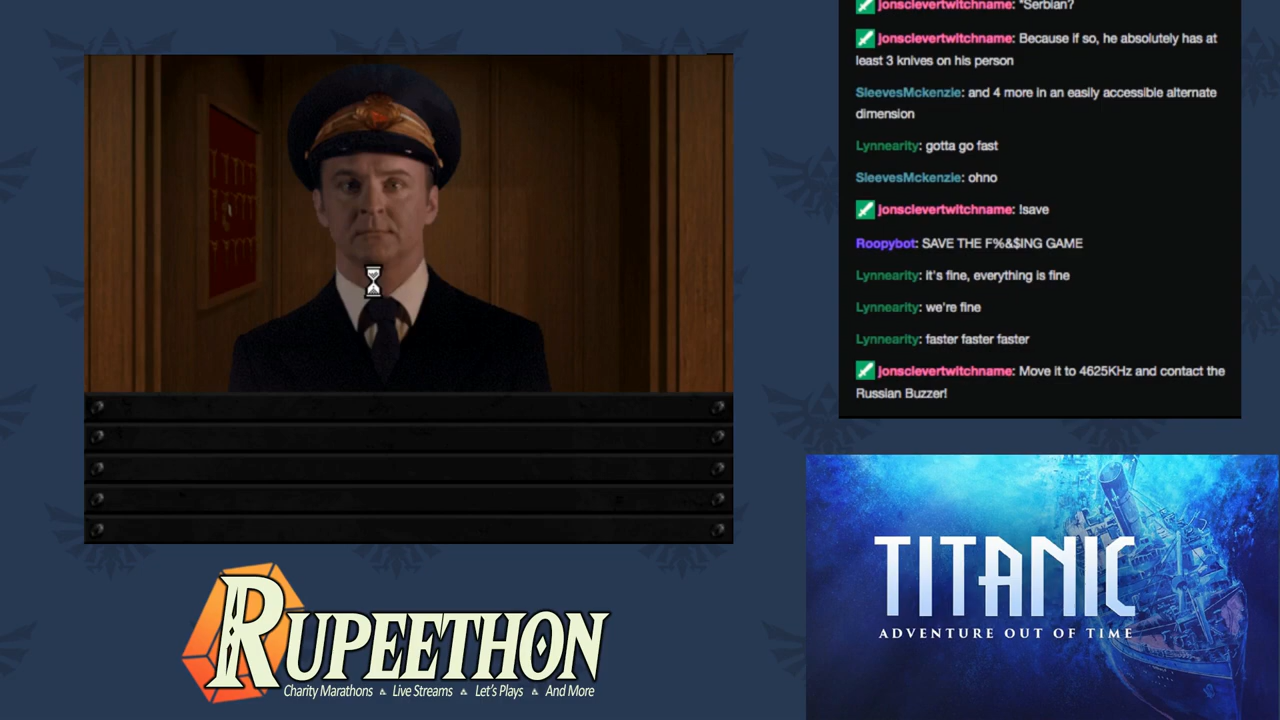 jonsclevertwitchname: *Serbian?
jonsclevertwitchname: Because if so, he absolutely has at
least 3 knives on his person
SleevesMckenzie: and 4 more in an easily accessible alternate
dimension
Lynnearity: gotta go fast
SleevesMckenzie: ohno
jonsclevertwitchname: !save
Roopybot: SAVE THE F%&$ING GAME
Lynnearity: it's fine, everything is fine
Lynnearity: we're fine
Lynnearity: faster faster faster
jonsclevertwitchname: Move it to 4625KHz and contact the
Russian Buzzer!
TITANIC
ADVENTURE OUT OF TIME
RUPEETHON
Charity Marathons Live Streams Let's Plays And More